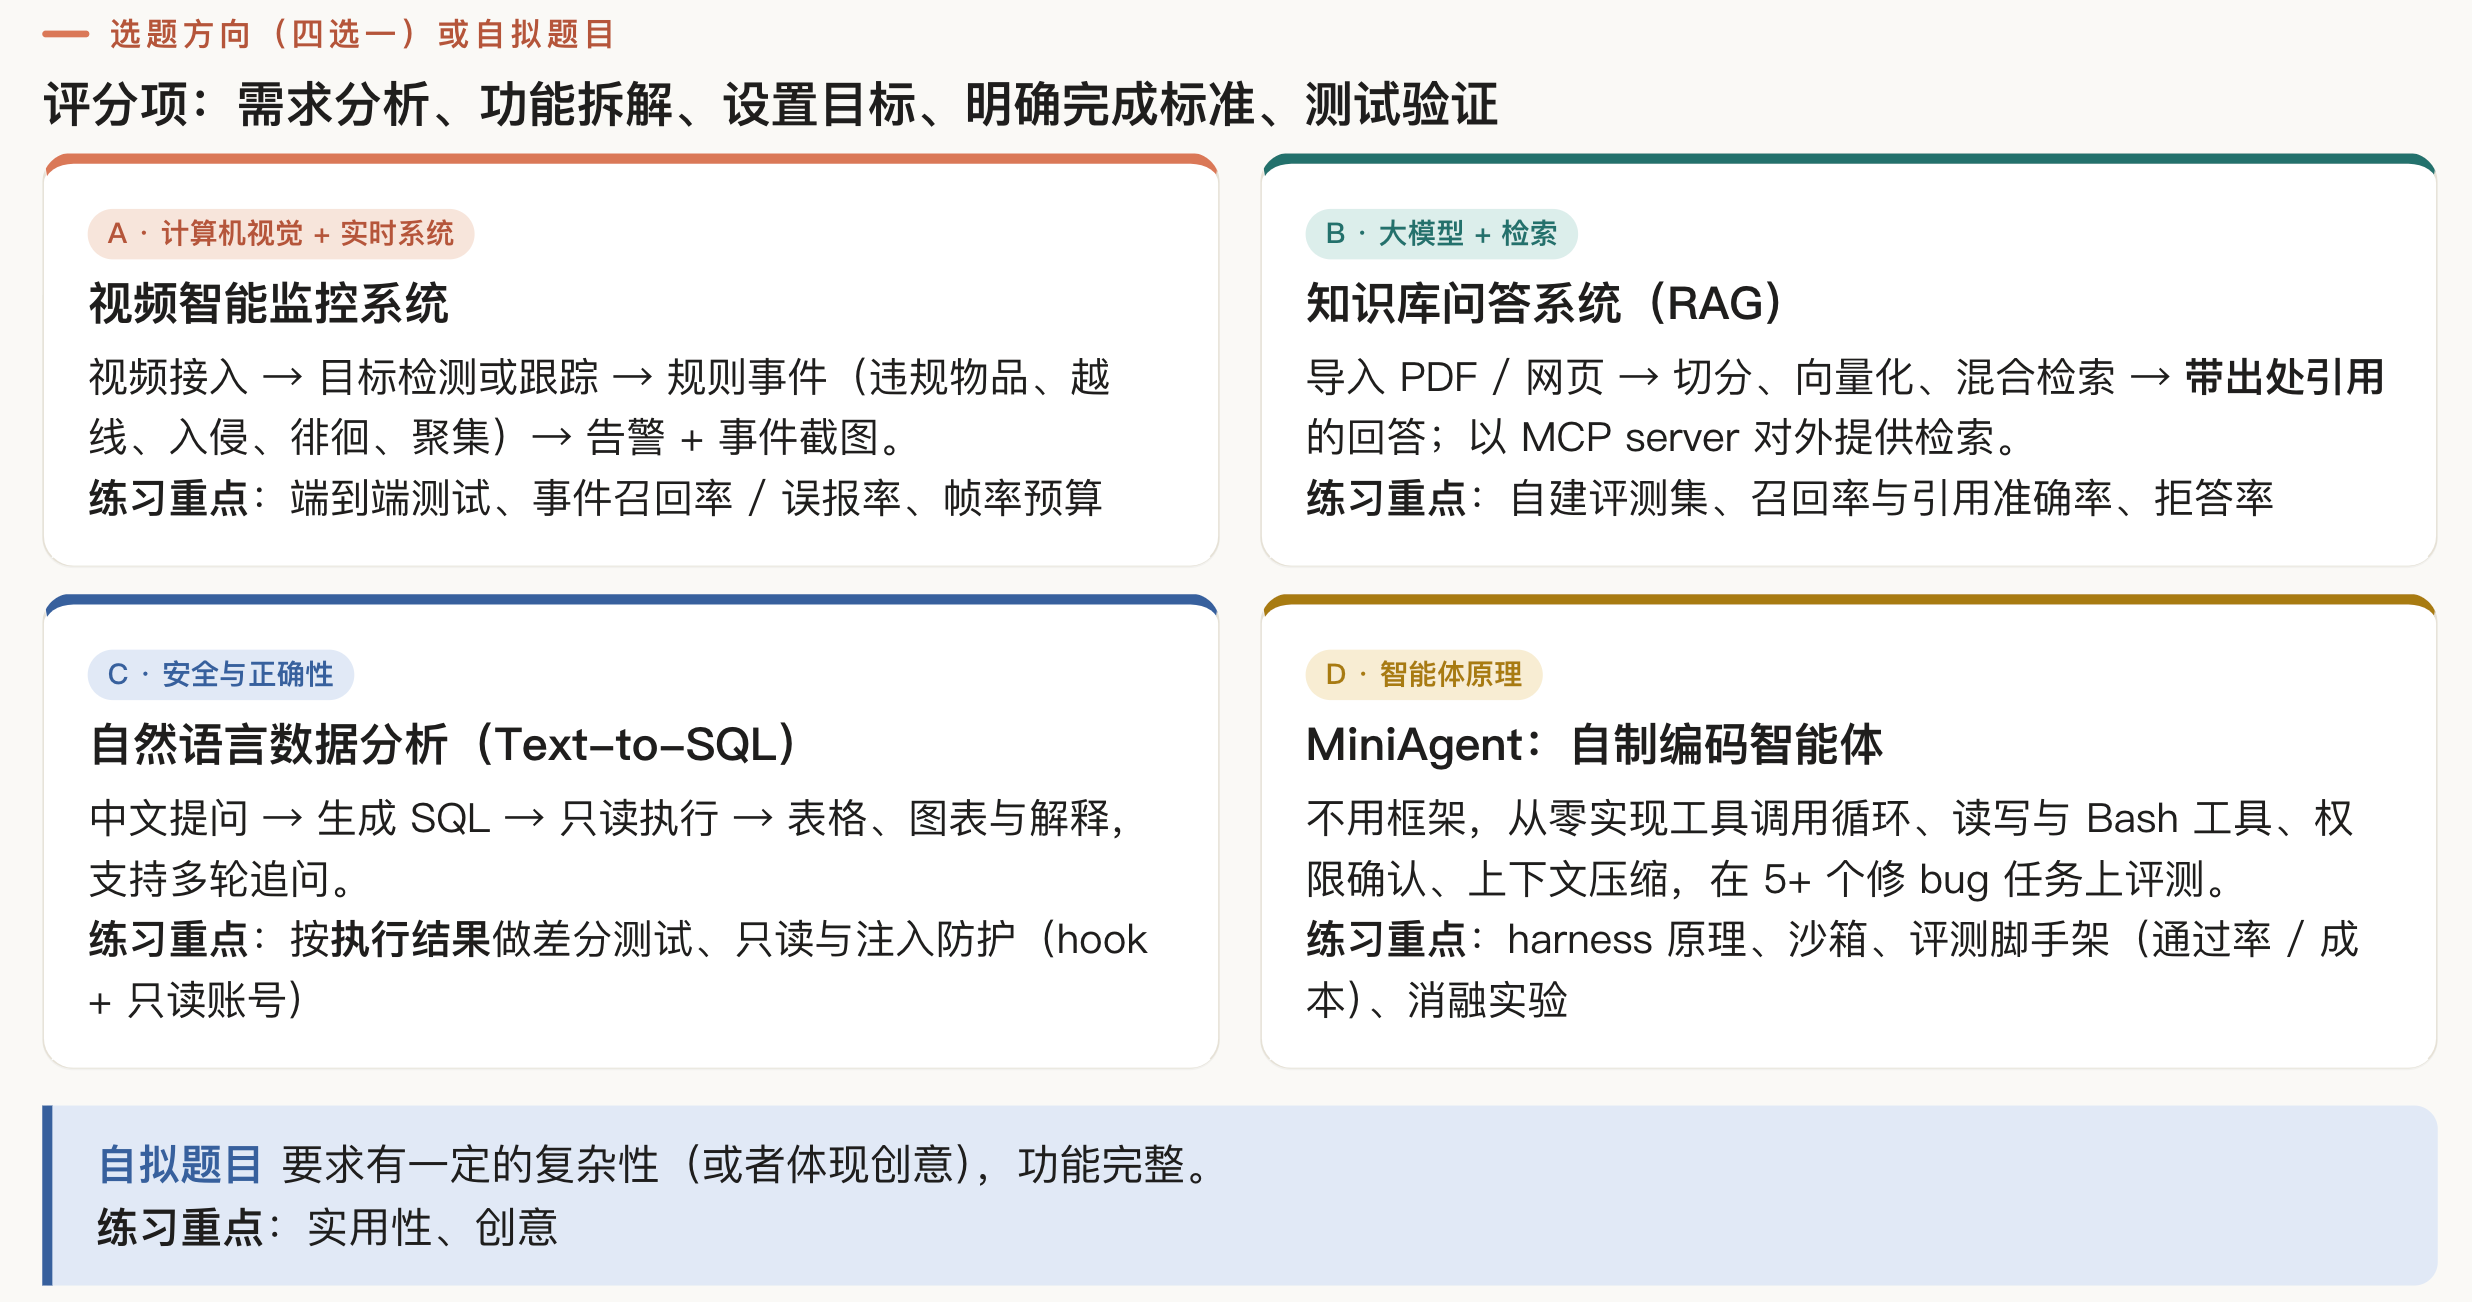 选题方向（四选一）或自拟题目
评分项：需求分析、功能拆解、设置目标、明确完成标准、测试验证
A · 计算机视觉 + 实时系统
视频智能监控系统
视频接入 → 目标检测或跟踪 → 规则事件（违规物品、越
线、入侵、徘徊、聚集）→ 告警 + 事件截图。
练习重点：端到端测试、事件召回率 / 误报率、帧率预算
B · 大模型 + 检索
知识库问答系统（RAG）
导入 PDF / 网页 → 切分、向量化、混合检索 → 带出处引用
的回答；以 MCP server 对外提供检索。
练习重点：自建评测集、召回率与引用准确率、拒答率
C · 安全与正确性
自然语言数据分析（Text-to-SQL）
中文提问 → 生成 SQL → 只读执行 → 表格、图表与解释，
支持多轮追问。
练习重点：按执行结果做差分测试、只读与注入防护（hook
+ 只读账号）
D · 智能体原理
MiniAgent：自制编码智能体
不用框架，从零实现工具调用循环、读写与 Bash 工具、权
限确认、上下文压缩，在 5+ 个修 bug 任务上评测。
练习重点：harness 原理、沙箱、评测脚手架（通过率 / 成
本）、消融实验
自拟题目 要求有一定的复杂性（或者体现创意），功能完整。
练习重点：实用性、创意